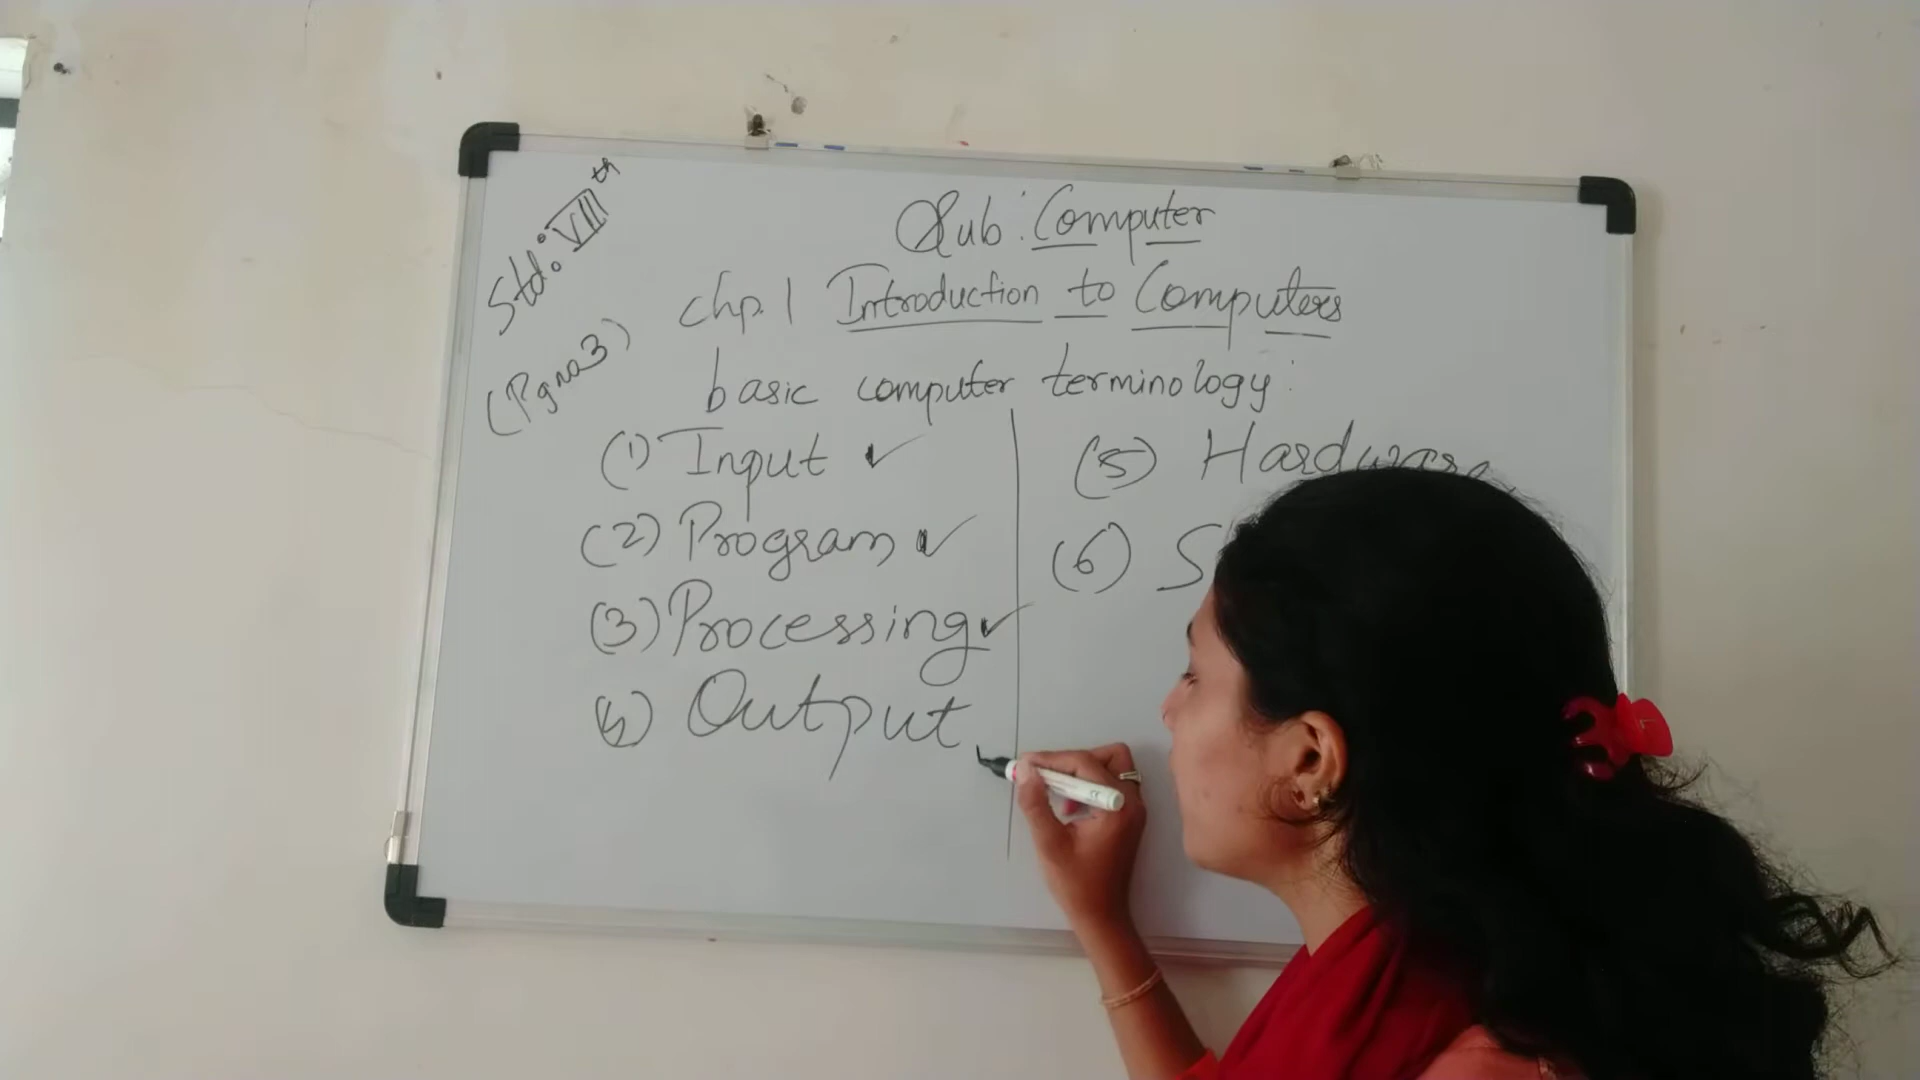 Std: VIIIth
(Pg no 3)
Sub: Computer
chp. 1 Introduction to Computers
basic computer terminology:
(1) Input ✓
(2) Program ✓
(3) Processing ✓
(4) Output
(5) Hardware
(6) S